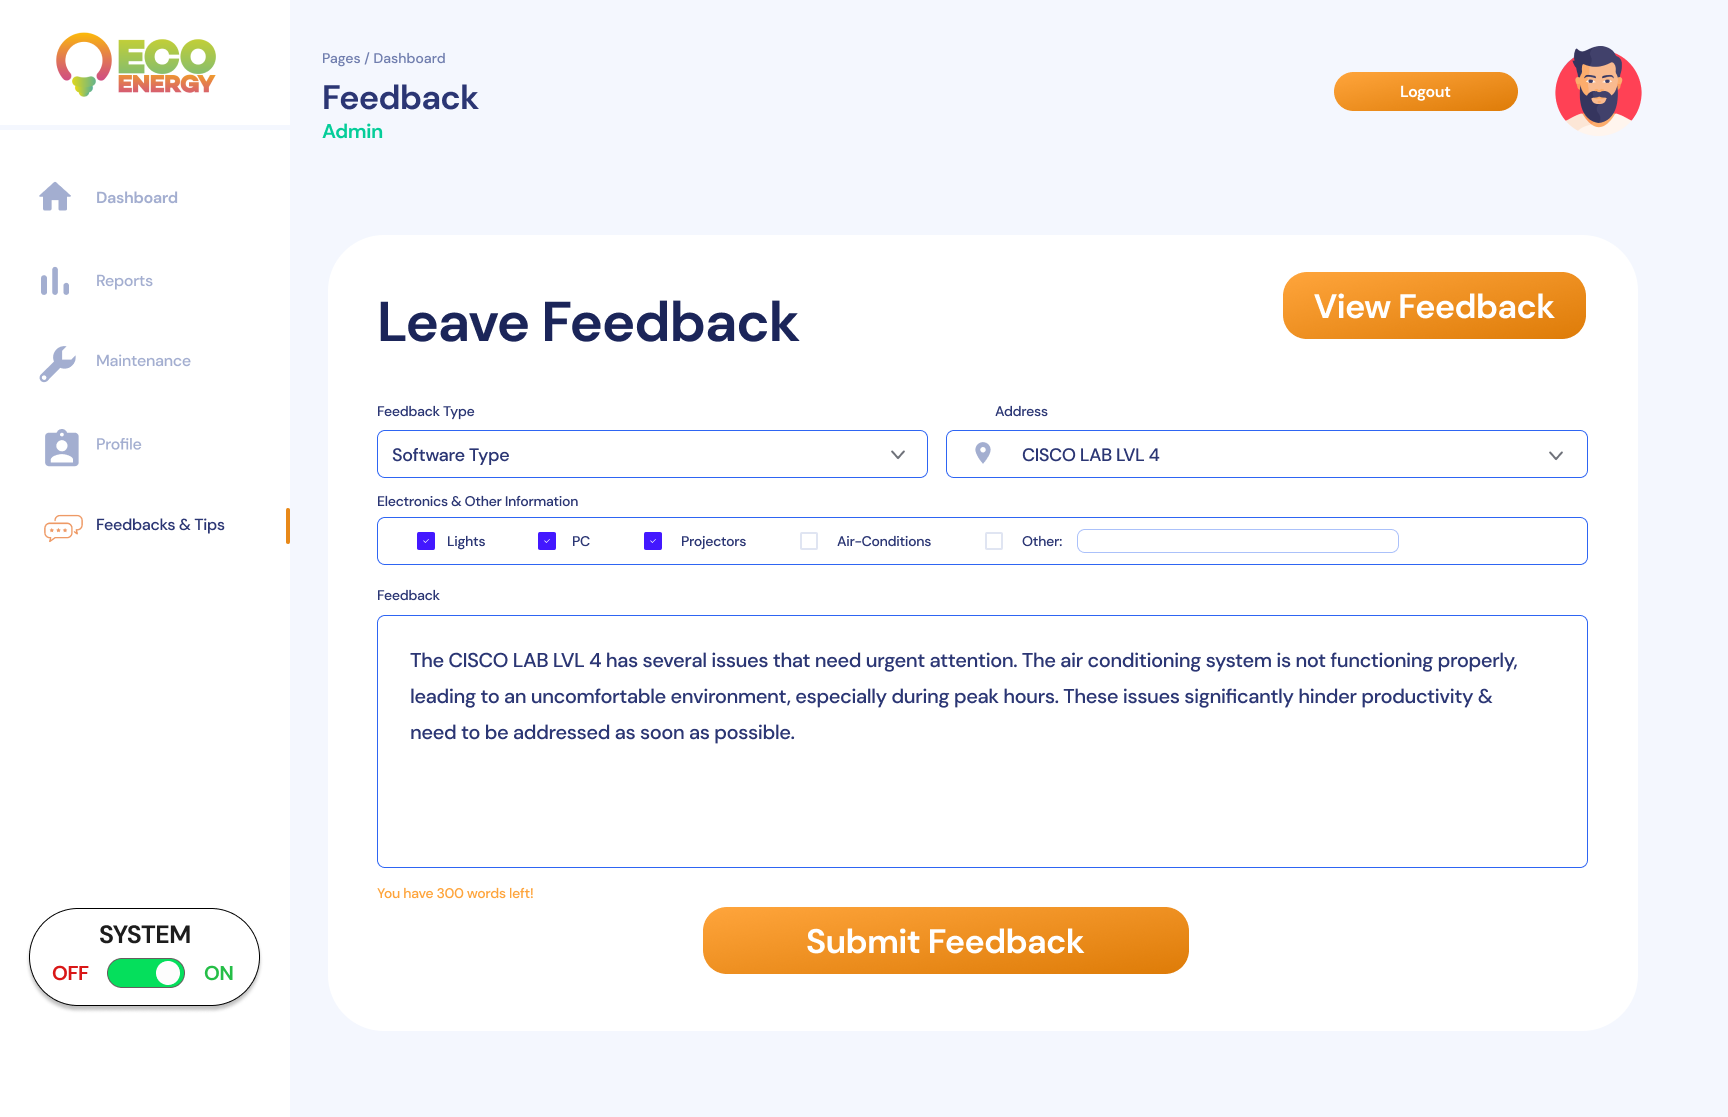 ECO
ENERGY
Dashboard
Reports
Maintenance
Profile
Feedbacks & Tips
SYSTEM
OFF ON
Pages / Dashboard
Feedback
Admin
Logout
Leave Feedback
View Feedback
Feedback Type
Address
Software Type
CISCO LAB LVL 4
Electronics & Other Information
Lights PC Projectors Air-Conditions Other:
Feedback
The CISCO LAB LVL 4 has several issues that need urgent attention. The air conditioning system is not functioning properly,
leading to an uncomfortable environment, especially during peak hours. These issues significantly hinder productivity &
need to be addressed as soon as possible.
You have 300 words left!
Submit Feedback